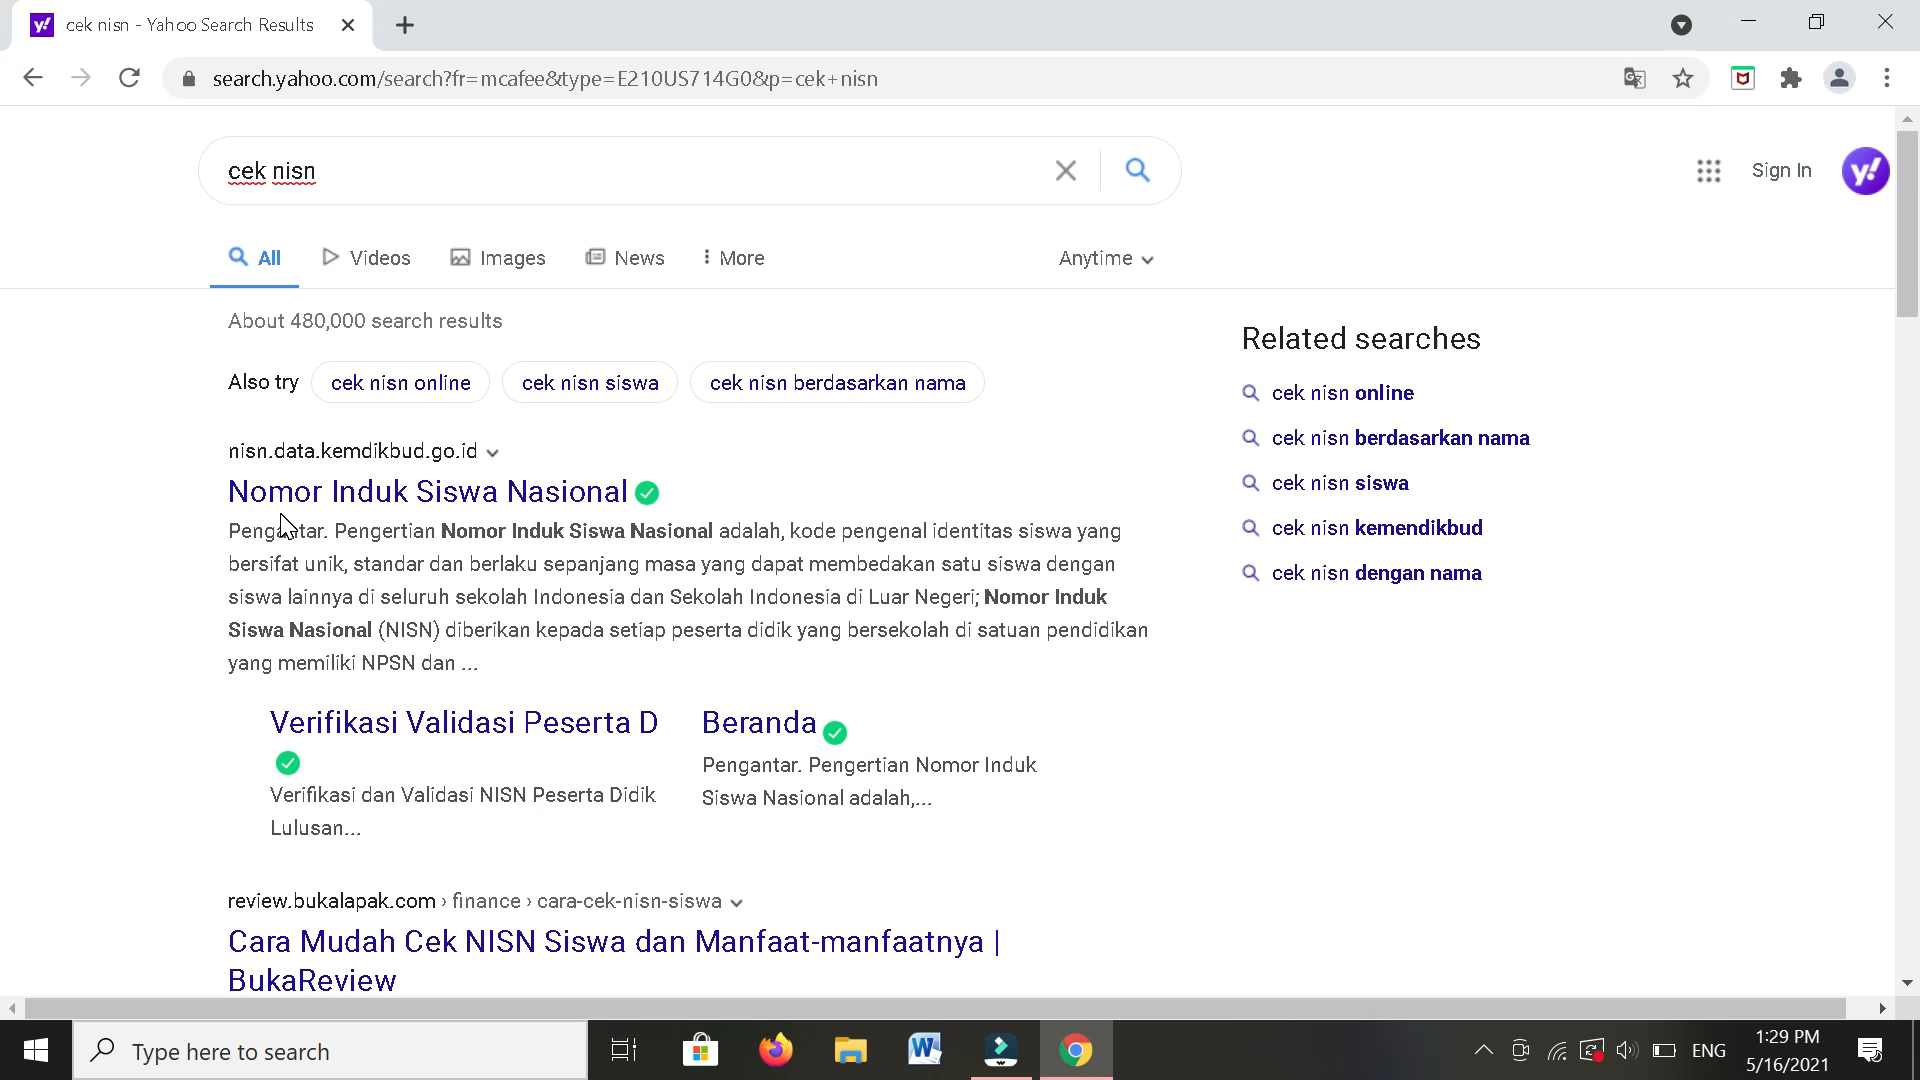 cek nisn - Yahoo Search Results
search.yahoo.com/search?fr=mcafee&type=E210US714G0&p=cek+nisn
cek nisn
Sign In
y!
All
Videos
Images
News
More
Anytime
About 480,000 search results
Also try
cek nisn online
cek nisn siswa
cek nisn berdasarkan nama
nisn.data.kemdikbud.go.id
Nomor Induk Siswa Nasional
Pengantar. Pengertian Nomor Induk Siswa Nasional adalah, kode pengenal identitas siswa yang
bersifat unik, standar dan berlaku sepanjang masa yang dapat membedakan satu siswa dengan
siswa lainnya di seluruh sekolah Indonesia dan Sekolah Indonesia di Luar Negeri; Nomor Induk
Siswa Nasional (NISN) diberikan kepada setiap peserta didik yang bersekolah di satuan pendidikan
yang memiliki NPSN dan ...
Verifikasi Validasi Peserta D
Verifikasi dan Validasi NISN Peserta Didik
Lulusan...
Beranda
Pengantar. Pengertian Nomor Induk
Siswa Nasional adalah,...
review.bukalapak.com › finance › cara-cek-nisn-siswa
Cara Mudah Cek NISN Siswa dan Manfaat-manfaatnya |
BukaReview
Related searches
cek nisn online
cek nisn berdasarkan nama
cek nisn siswa
cek nisn kemendikbud
cek nisn dengan nama
Type here to search
ENG
1:29 PM
5/16/2021